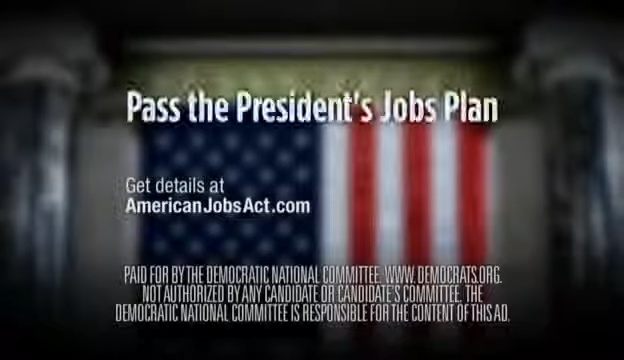 Pass the President's Jobs Plan
Get details at
AmericanJobsAct.com
PAID FOR BY THE DEMOCRATIC NATIONAL COMMITTEE. WWW.DEMOCRATS.ORG.
NOT AUTHORIZED BY ANY CANDIDATE OR CANDIDATE'S COMMITTEE. THE
DEMOCRATIC NATIONAL COMMITTEE IS RESPONSIBLE FOR THE CONTENT OF THIS AD.